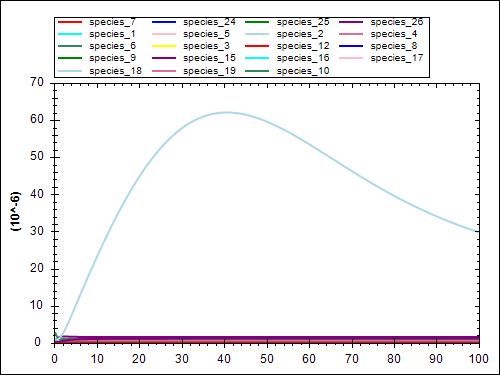 species_7 species_24 species_25 species_26
species_1 species_5 species_2 species_4
species_6 species_3 species_12 species_8
species_9 species_15 species_16 species_17
species_18 species_19 species_10
70
60
50
40
30
20
10
0
(10^-6)
0 10 20 30 40 50 60 70 80 90 100